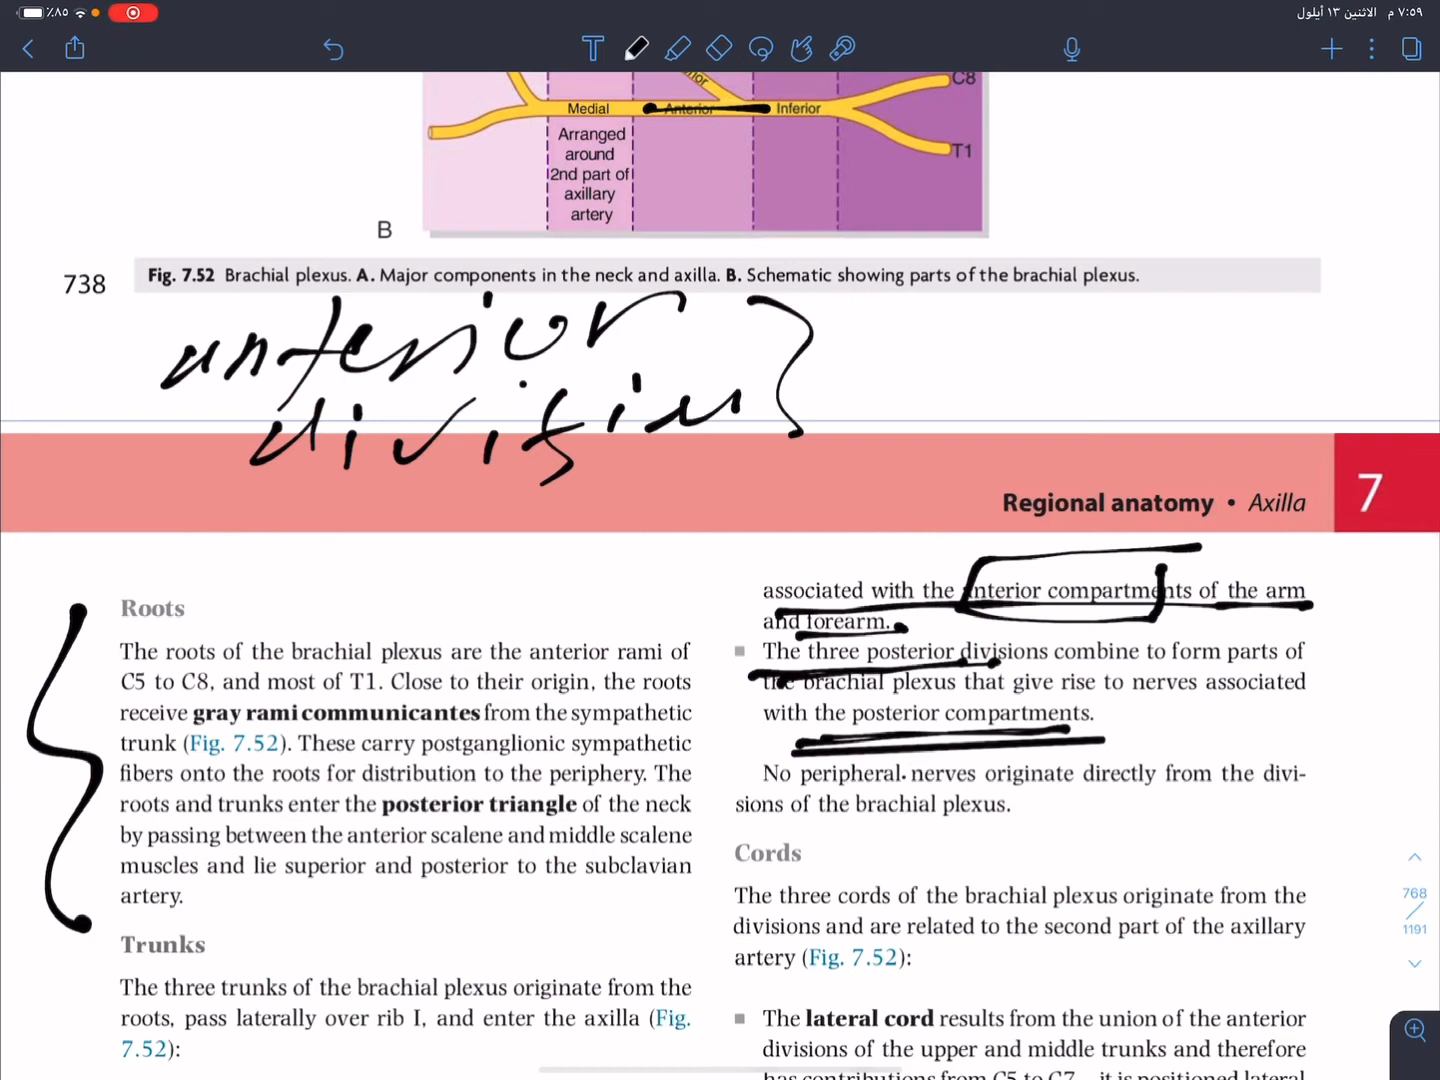 ٪٨٥
٧:٥٩ م الاثنين ١٣ أيلول
C8
Medial
Anterior
Inferior
T1
Arranged
around
2nd part of
axillary
artery
B
738
Fig. 7.52 Brachial plexus. A. Major components in the neck and axilla. B. Schematic showing parts of the brachial plexus.
anterior
division
Regional anatomy • Axilla
7
Roots
The roots of the brachial plexus are the anterior rami of
C5 to C8, and most of T1. Close to their origin, the roots
receive gray rami communicantes from the sympathetic
trunk (Fig. 7.52). These carry postganglionic sympathetic
fibers onto the roots for distribution to the periphery. The
roots and trunks enter the posterior triangle of the neck
by passing between the anterior scalene and middle scalene
muscles and lie superior and posterior to the subclavian
artery.
Trunks
The three trunks of the brachial plexus originate from the
roots, pass laterally over rib I, and enter the axilla (Fig.
7.52):
associated with the anterior compartments of the arm
and forearm.
The three posterior divisions combine to form parts of
the brachial plexus that give rise to nerves associated
with the posterior compartments.
No peripheral nerves originate directly from the divi-
sions of the brachial plexus.
Cords
The three cords of the brachial plexus originate from the
divisions and are related to the second part of the axillary
artery (Fig. 7.52):
The lateral cord results from the union of the anterior
divisions of the upper and middle trunks and therefore
has contributions from C5 to C7—it is positioned lateral
768
1191